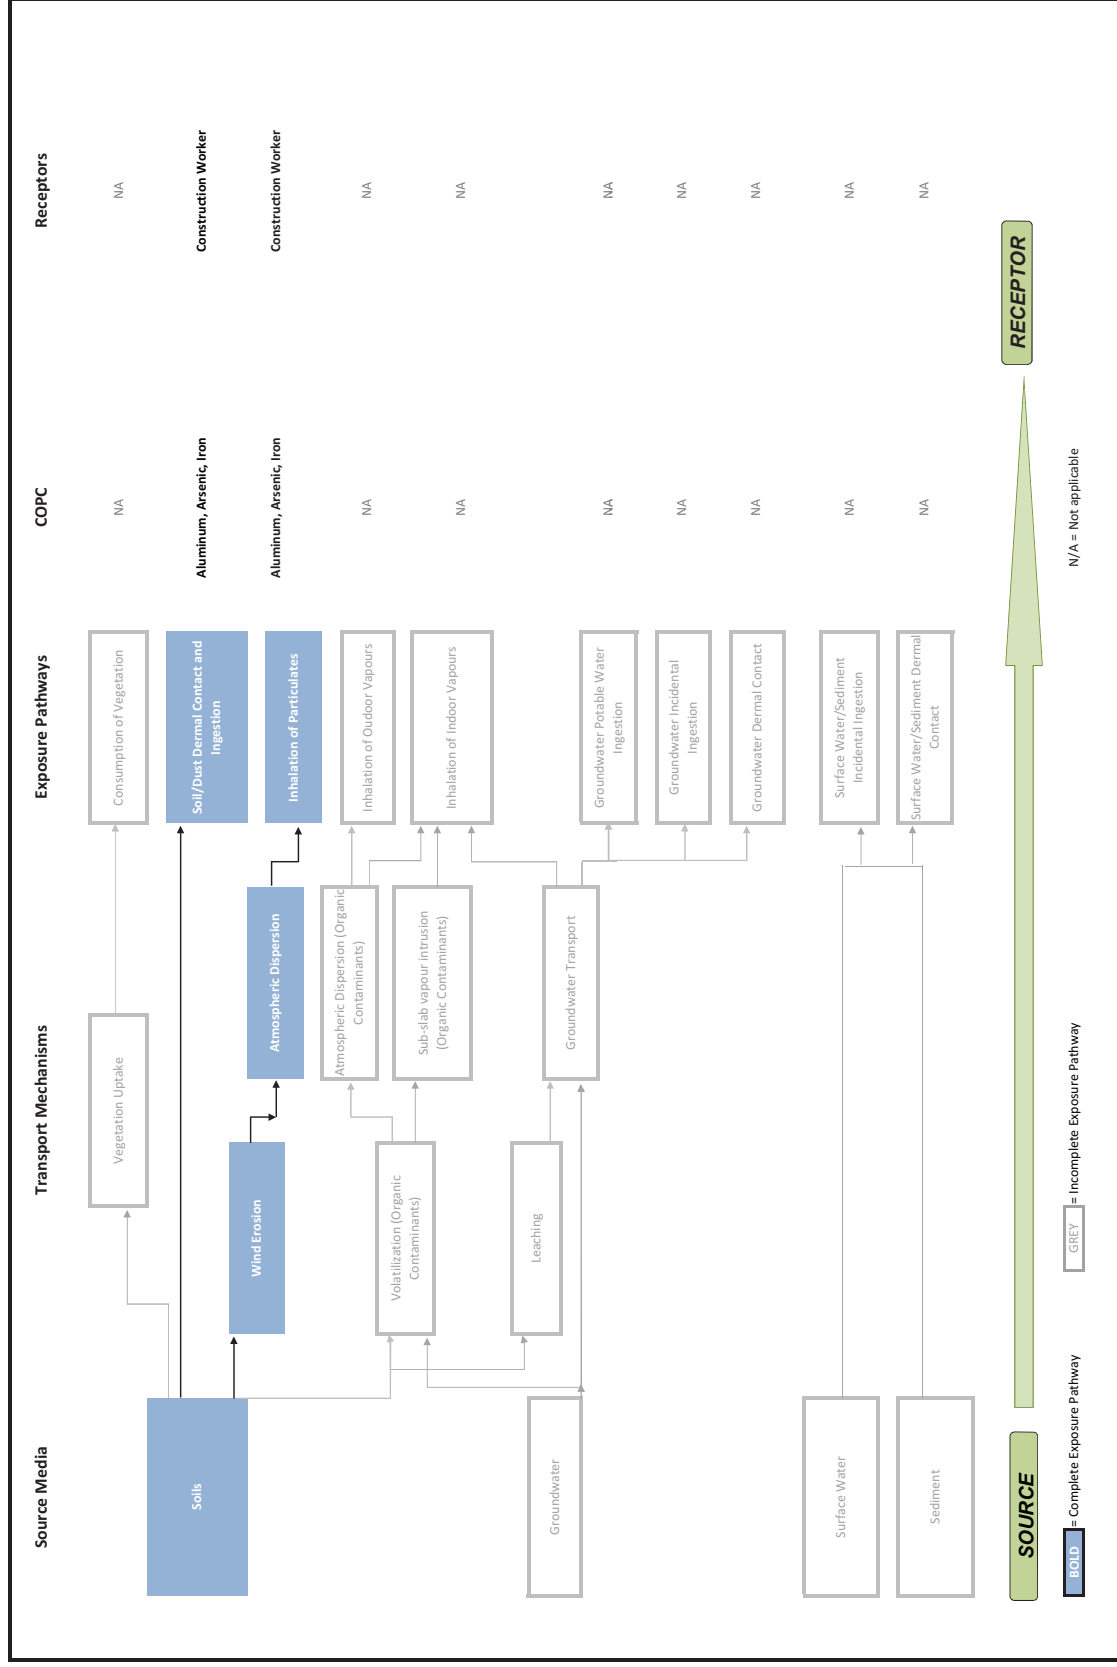 Source Media
Transport Mechanisms
Exposure Pathways
COPC
Receptors
Vegetation Uptake
Consumption of Vegetation
NA
NA
Soils
Soil/Dust Dermal Contact and
Ingestion
Aluminum, Arsenic, Iron
Construction Worker
Wind Erosion
Atmospheric Dispersion
Inhalation of Particulates
Aluminum, Arsenic, Iron
Construction Worker
Atmospheric Dispersion (Organic
Contaminants)
Inhalation of Oudoor Vapours
NA
NA
Volatilization (Organic
Contaminants)
Sub-slab vapour intrusion
(Organic Contaminants)
Inhalation of Indoor Vapours
NA
NA
Leaching
Groundwater
Groundwater Transport
Groundwater Potable Water
Ingestion
NA
NA
Groundwater Incidental
Ingestion
NA
NA
Groundwater Dermal Contact
NA
NA
Surface Water
Surface Water/Sediment
Incidental Ingestion
NA
NA
Sediment
Surface Water/Sediment Dermal
Contact
NA
NA
SOURCE
RECEPTOR
BOLD
= Complete Exposure Pathway
GREY
= Incomplete Exposure Pathway
N/A = Not applicable